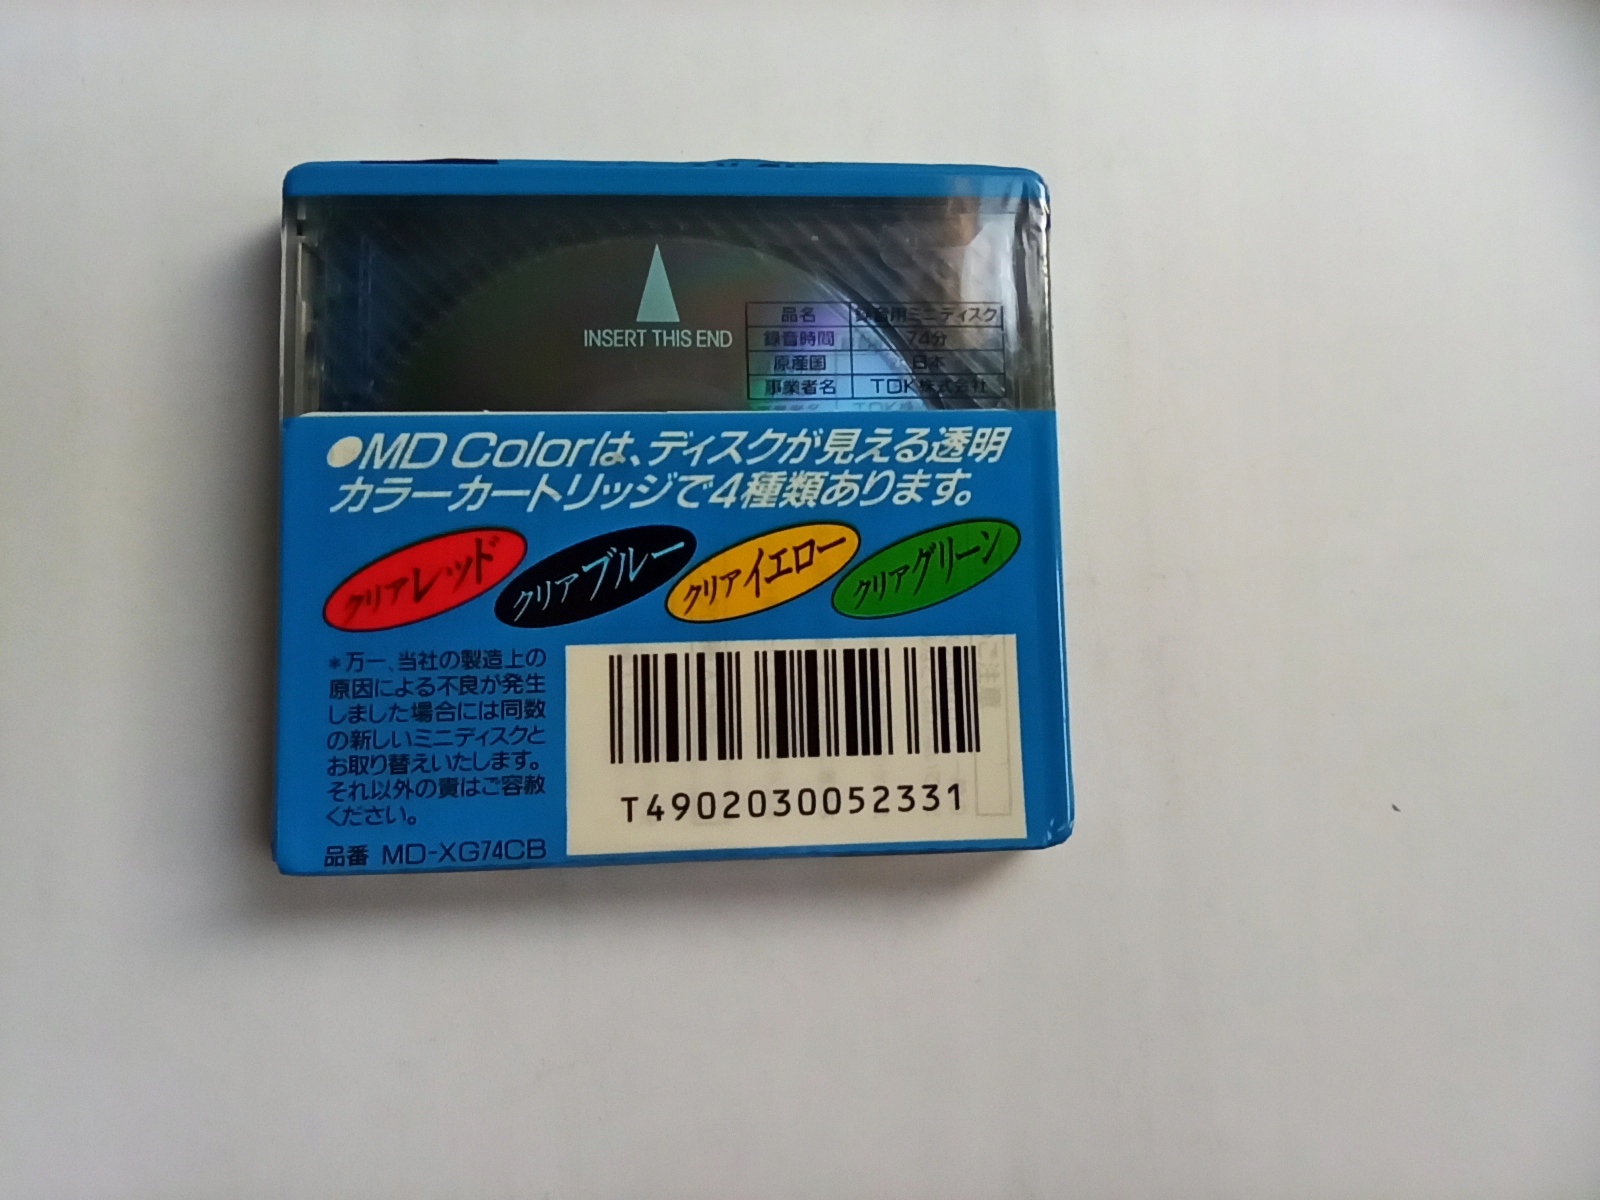 INSERT THIS END
品名 録音用ミニディスク
録音時間 74分
原産国 日本
事業者名 TDK株式会社
●MD Colorは、ディスクが見える透明
カラーカートリッジで4種類あります。
クリアレッド クリアブルー クリアイエロー クリアグリーン
*万一、当社の製造上の
原因による不良が発生
しました場合には同数
の新しいミニディスクと
お取り替えいたします。
それ以外の責はご容赦
ください。
品番 MD-XG74CB
T4902030052331